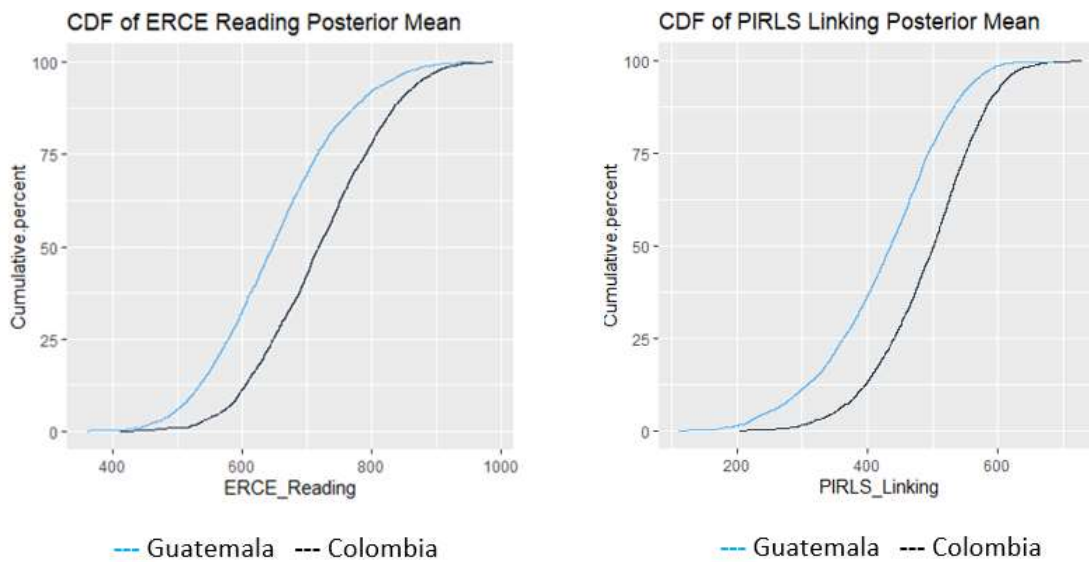 CDF of ERCE Reading Posterior Mean
Cumulative.percent
100
75
50
25
0
400
600
800
1000
ERCE_Reading
--- Guatemala --- Colombia
CDF of PIRLS Linking Posterior Mean
Cumulative.percent
100
75
50
25
0
200
400
600
PIRLS_Linking
--- Guatemala --- Colombia